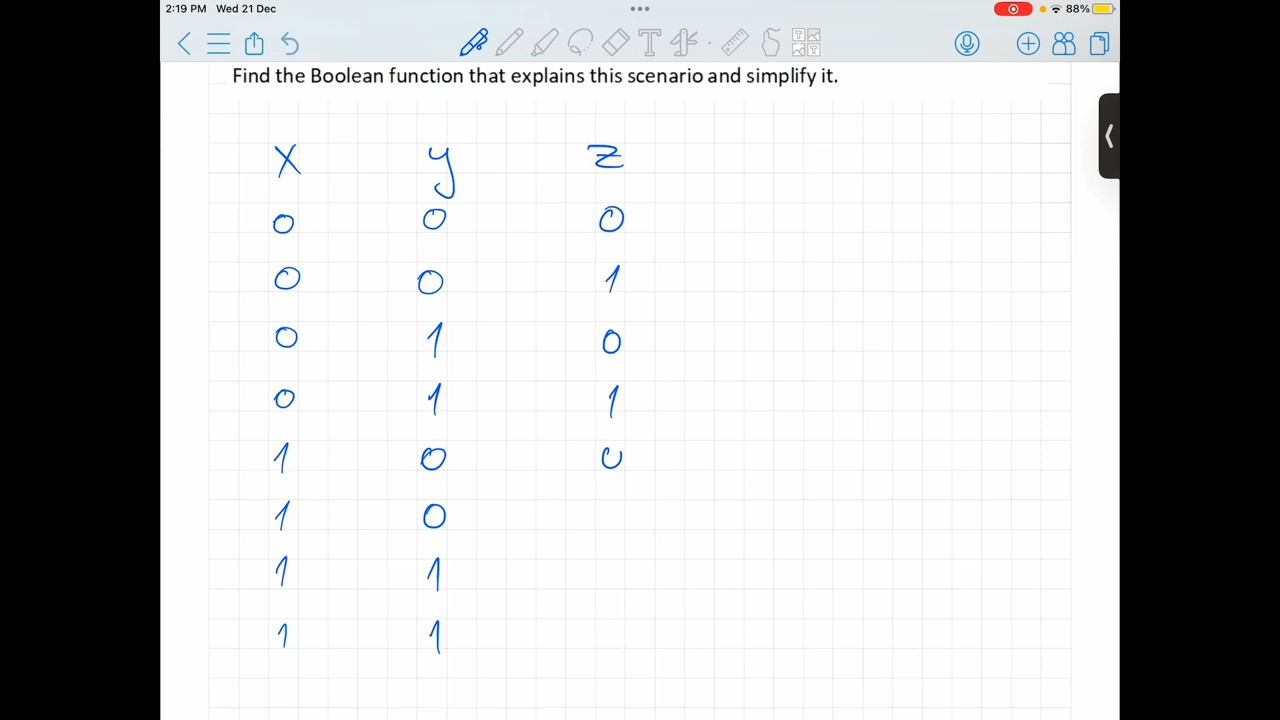 2:19 PM Wed 21 Dec 88%
Find the Boolean function that explains this scenario and simplify it.
x y z
0 0 0
0 0 1
0 1 0
0 1 1
1 0 0
1 0
1 1
1 1